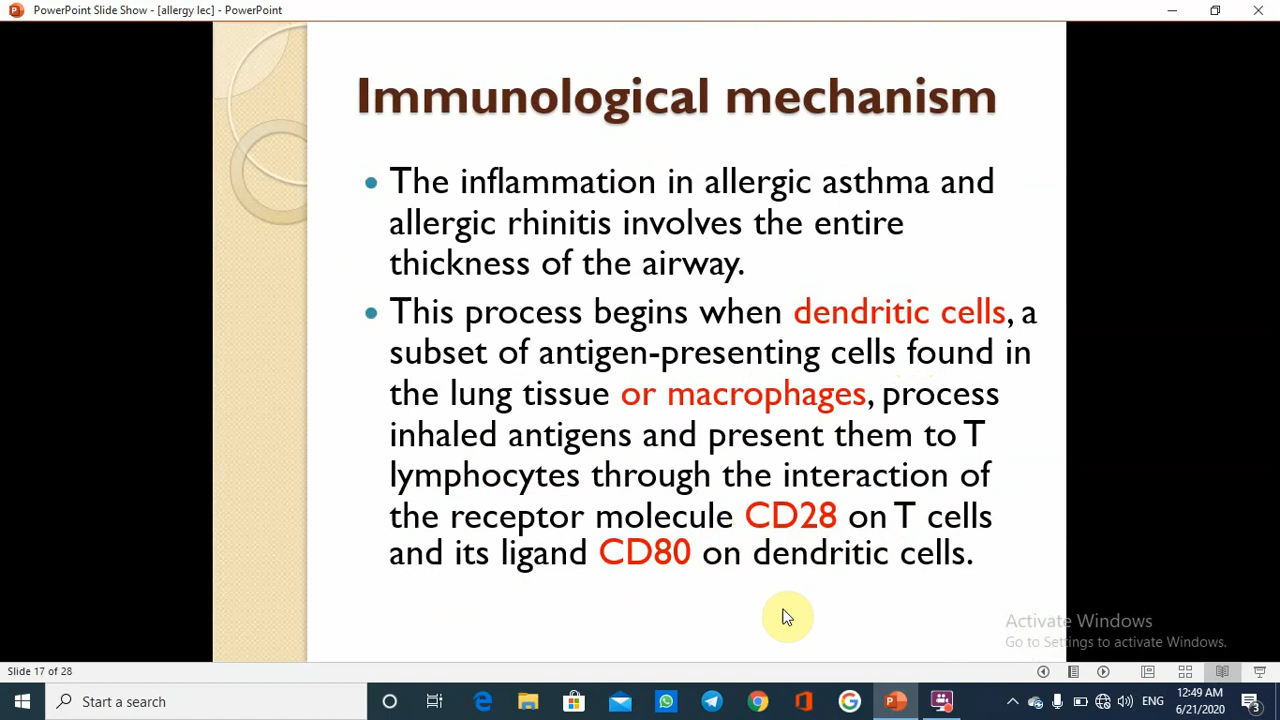 PowerPoint Slide Show - [allergy lec] - PowerPoint
Immunological mechanism
• The inflammation in allergic asthma and
allergic rhinitis involves the entire
thickness of the airway.
• This process begins when dendritic cells, a
subset of antigen-presenting cells found in
the lung tissue or macrophages, process
inhaled antigens and present them to T
lymphocytes through the interaction of
the receptor molecule CD28 on T cells
and its ligand CD80 on dendritic cells.
Activate Windows
Go to Settings to activate Windows.
Slide 17 of 28
Start a search
ENG
12:49 AM
6/21/2020
3